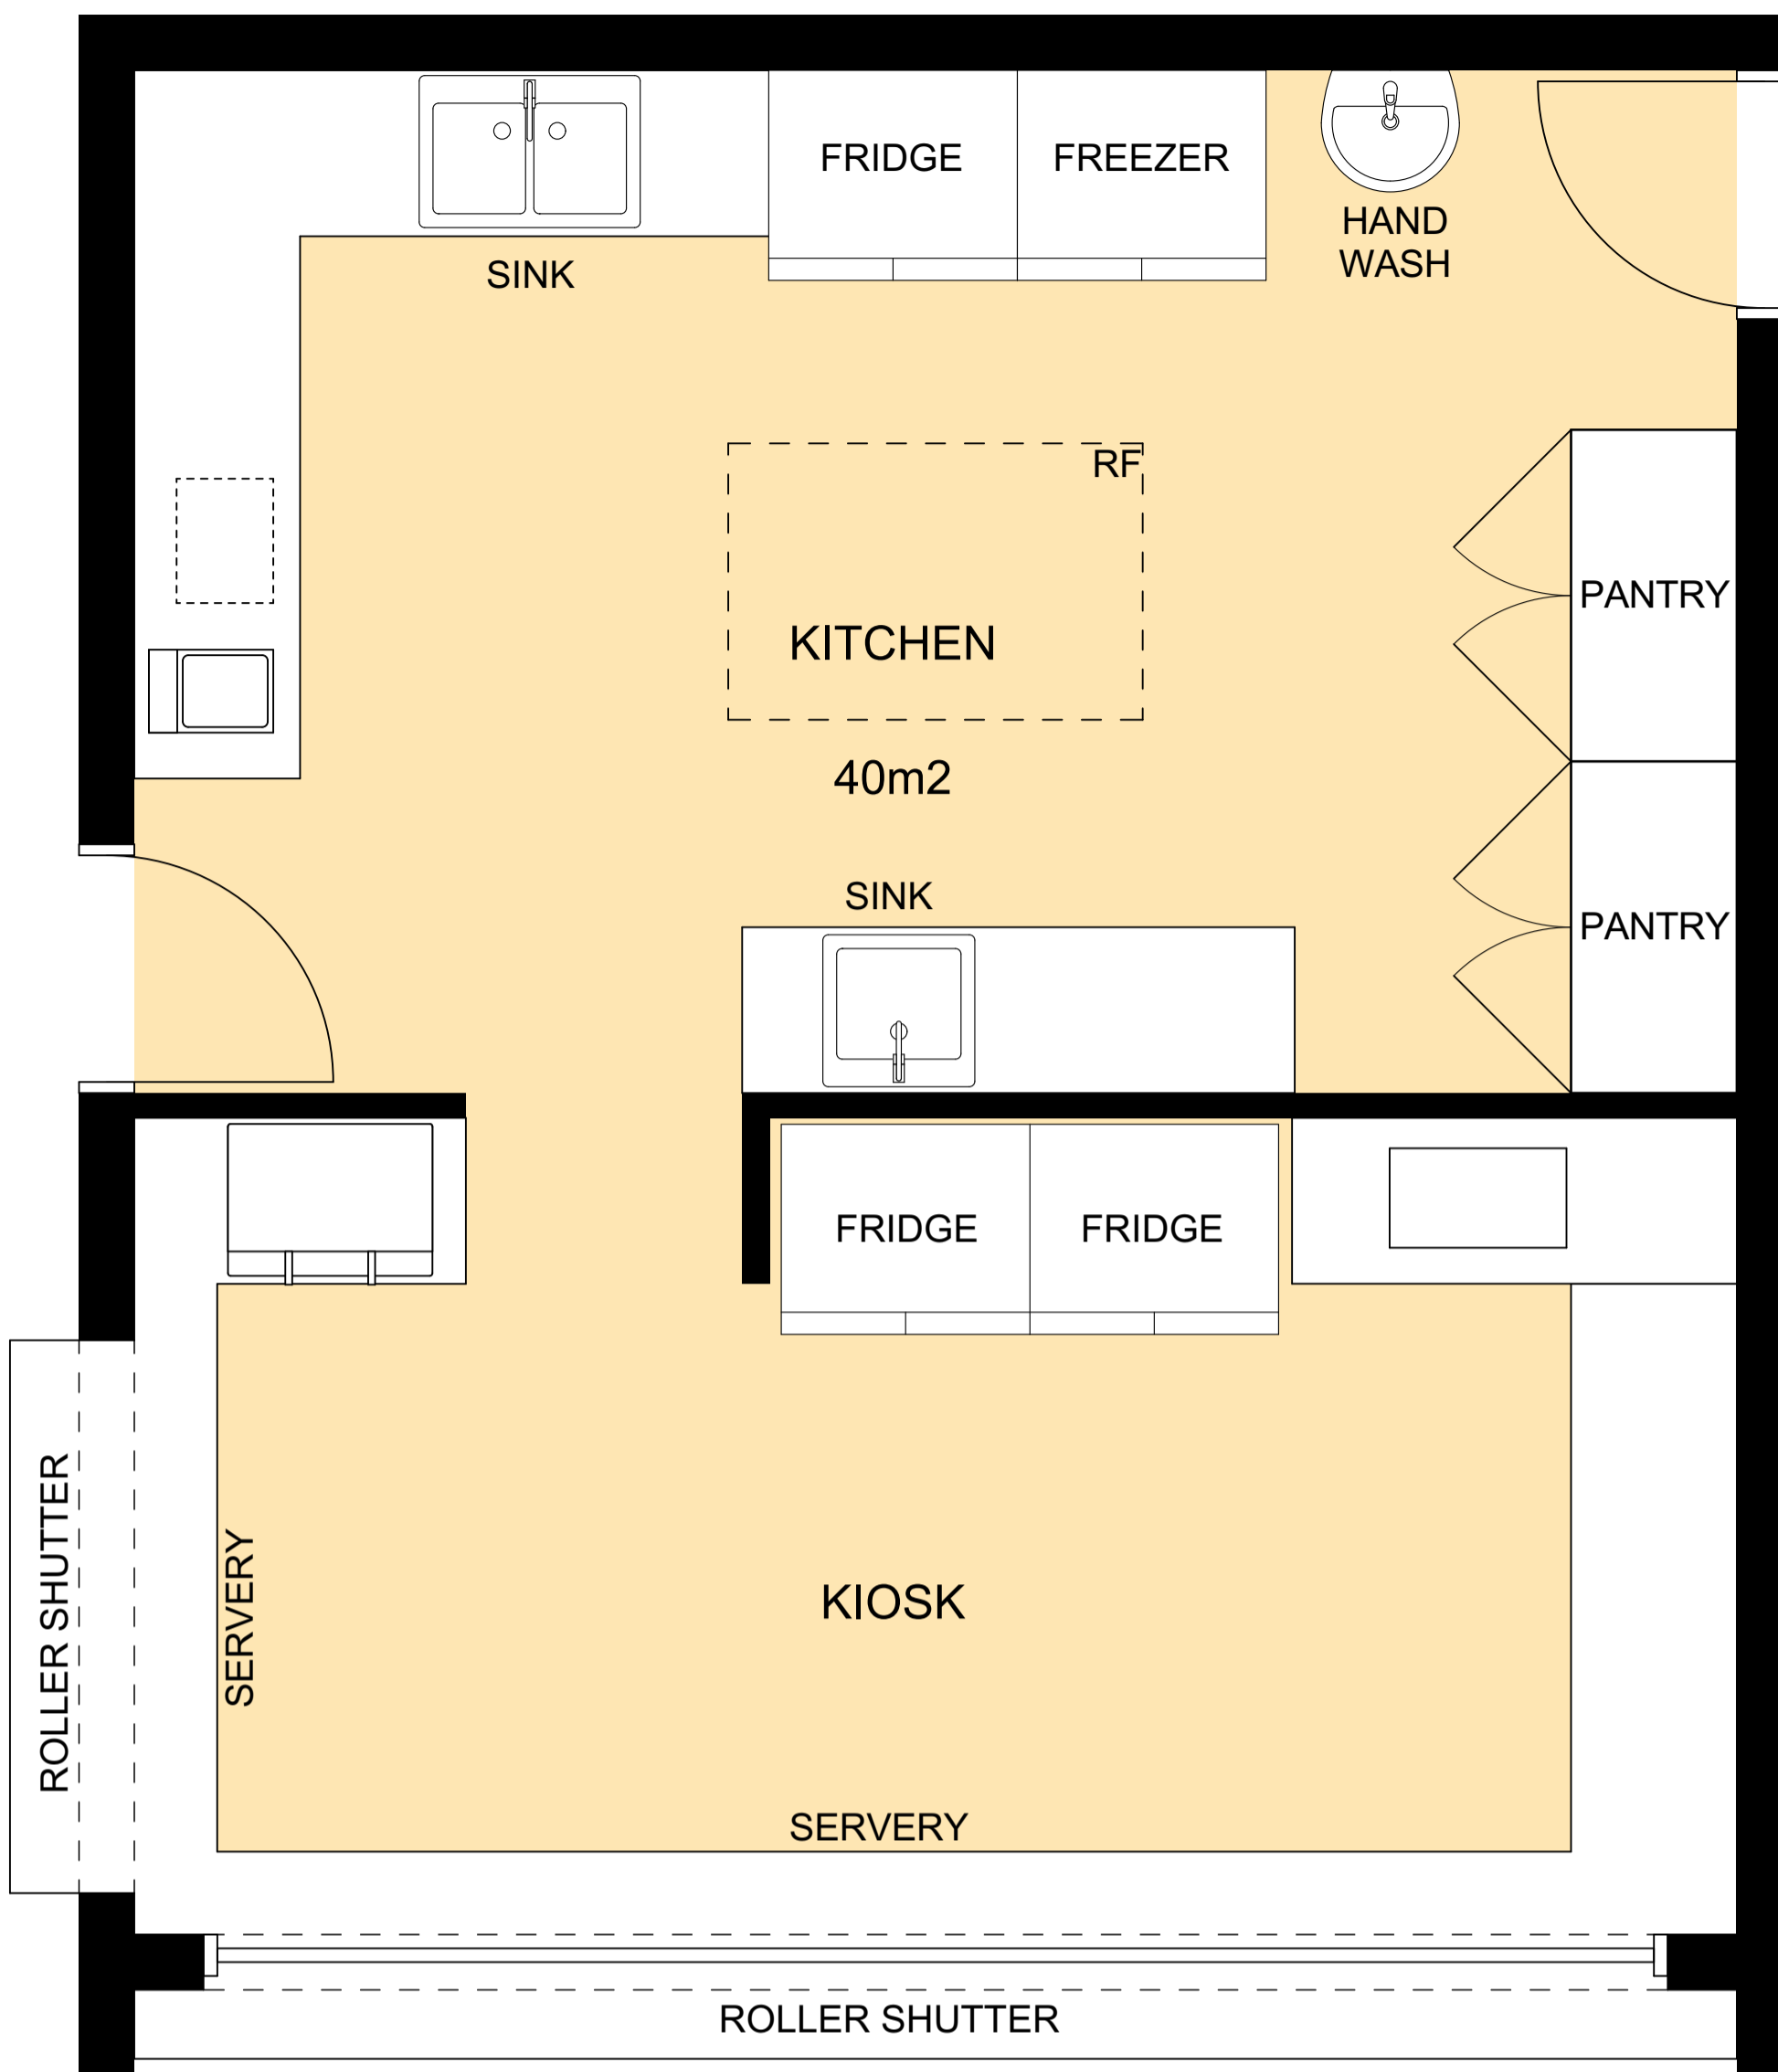 FRIDGE
FREEZER
HAND
WASH
SINK
RF
PANTRY
KITCHEN
40m2
SINK
PANTRY
FRIDGE
FRIDGE
ROLLER SHUTTER
SERVERY
KIOSK
SERVERY
ROLLER SHUTTER